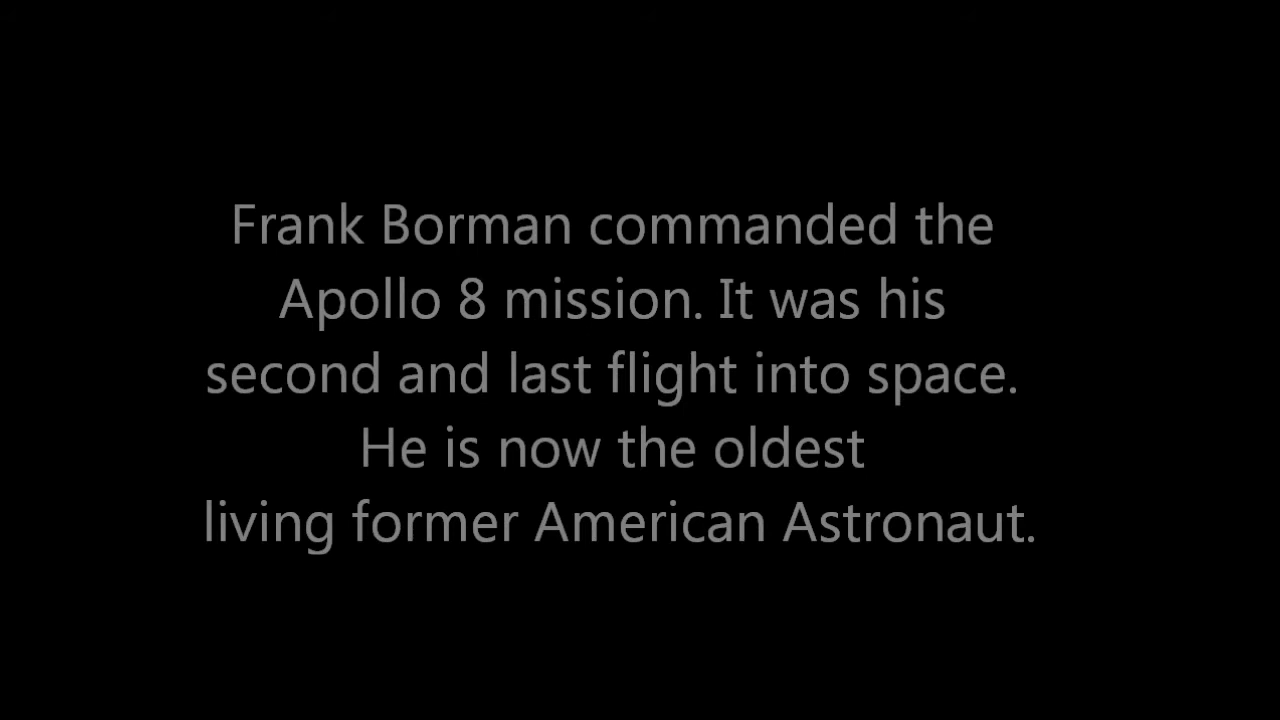 Frank Borman commanded the
Apollo 8 mission. It was his
second and last flight into space.
He is now the oldest
living former American Astronaut.